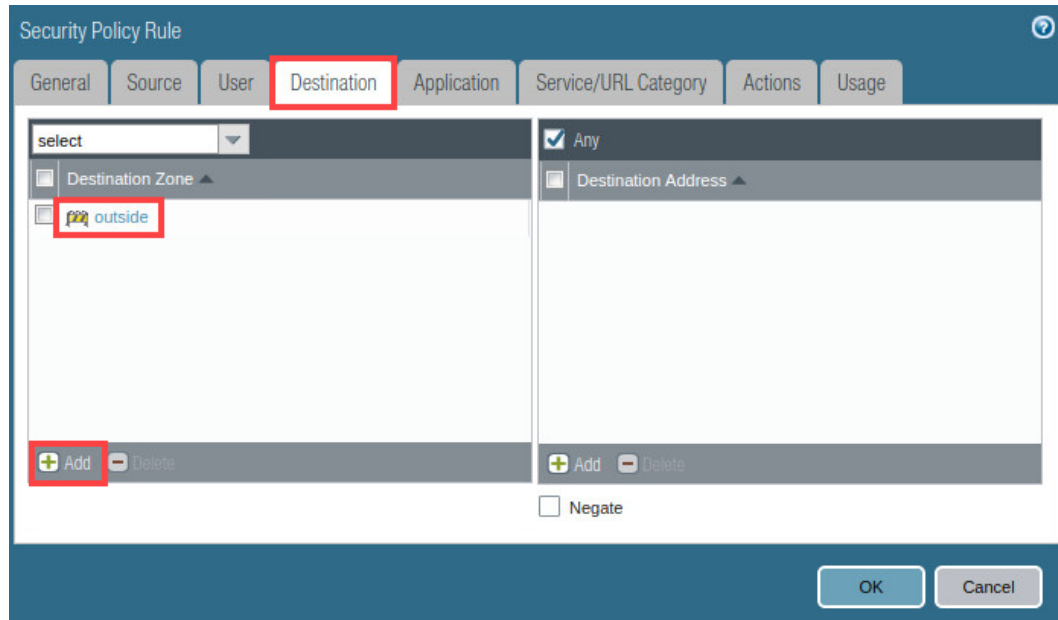 Security Policy Rule
General Source User Destination Application Service/URL Category Actions Usage
select
Any
Destination Zone
Destination Address
outside
Add Delete
Add Delete
Negate
OK Cancel